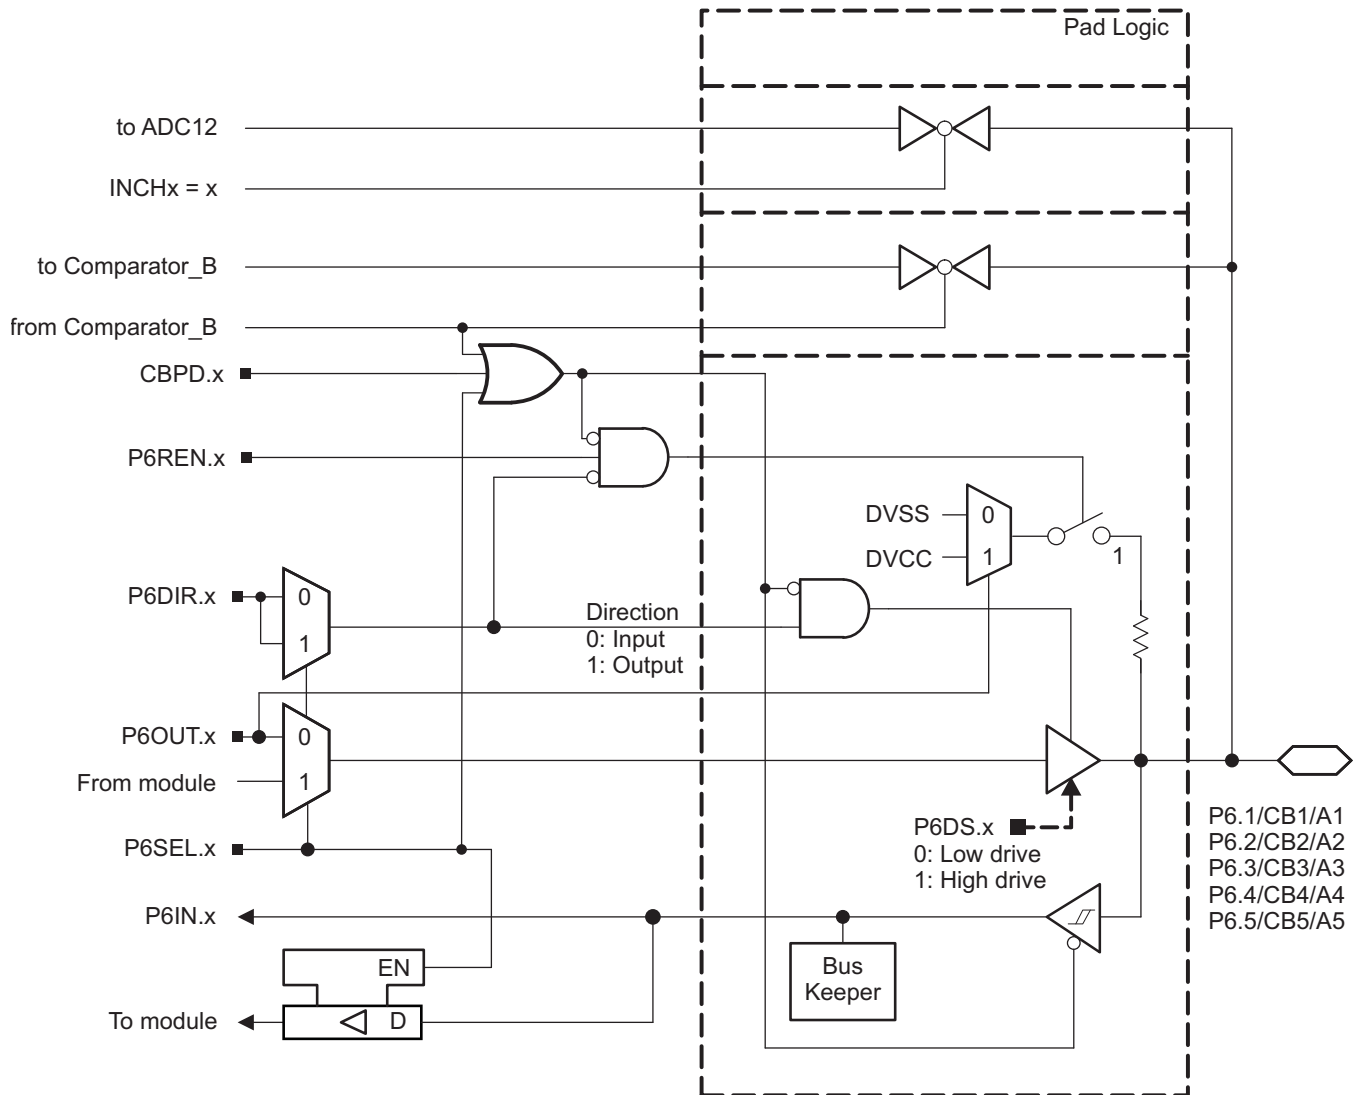 Pad Logic
to ADC12
INCHx = x
to Comparator_B
from Comparator_B
CBPD.x
P6REN.x
DVSS
0
DVCC
1
1
P6DIR.x
0
1
Direction
0: Input
1: Output
P6OUT.x
0
From module
1
P6SEL.x
P6DS.x
0: Low drive
1: High drive
P6.1/CB1/A1
P6.2/CB2/A2
P6.3/CB3/A3
P6.4/CB4/A4
P6.5/CB5/A5
P6IN.x
Bus
Keeper
EN
To module
D